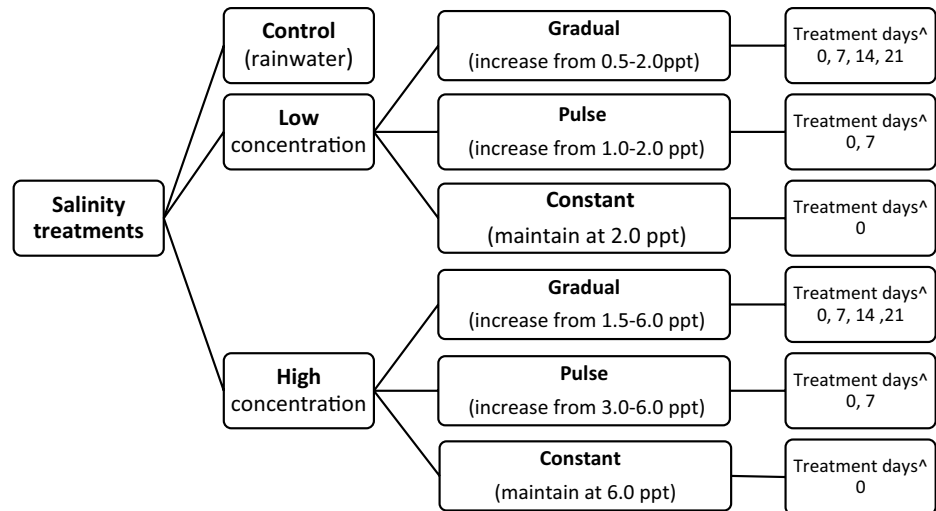 Salinity
treatments
Control
(rainwater)
Low
concentration
Gradual
(increase from 0.5-2.0ppt)
Treatment days^
0, 7, 14, 21
Pulse
(increase from 1.0-2.0 ppt)
Treatment days^
0, 7
Constant
(maintain at 2.0 ppt)
Treatment days^
0
High
concentration
Gradual
(increase from 1.5-6.0 ppt)
Treatment days^
0, 7, 14 ,21
Pulse
(increase from 3.0-6.0 ppt)
Treatment days^
0, 7
Constant
(maintain at 6.0 ppt)
Treatment days^
0